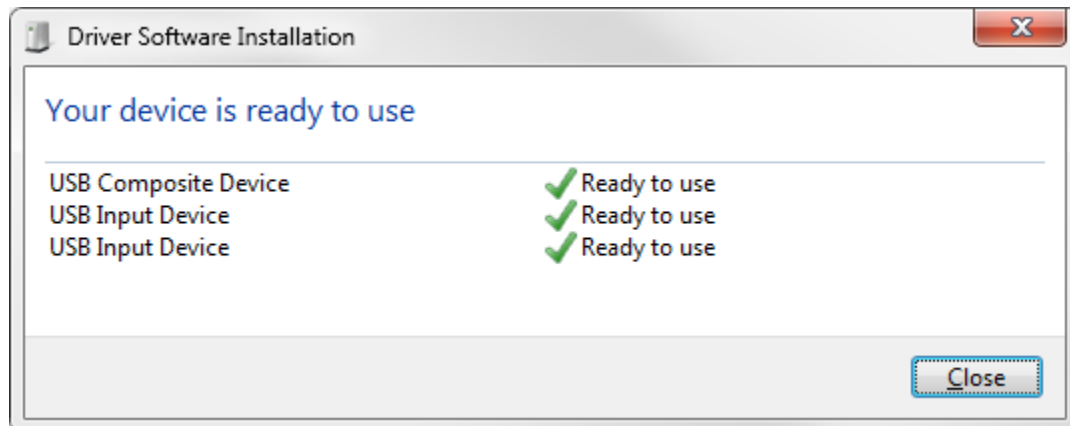 Driver Software Installation
Your device is ready to use
USB Composite Device Ready to use
USB Input Device Ready to use
USB Input Device Ready to use
Close